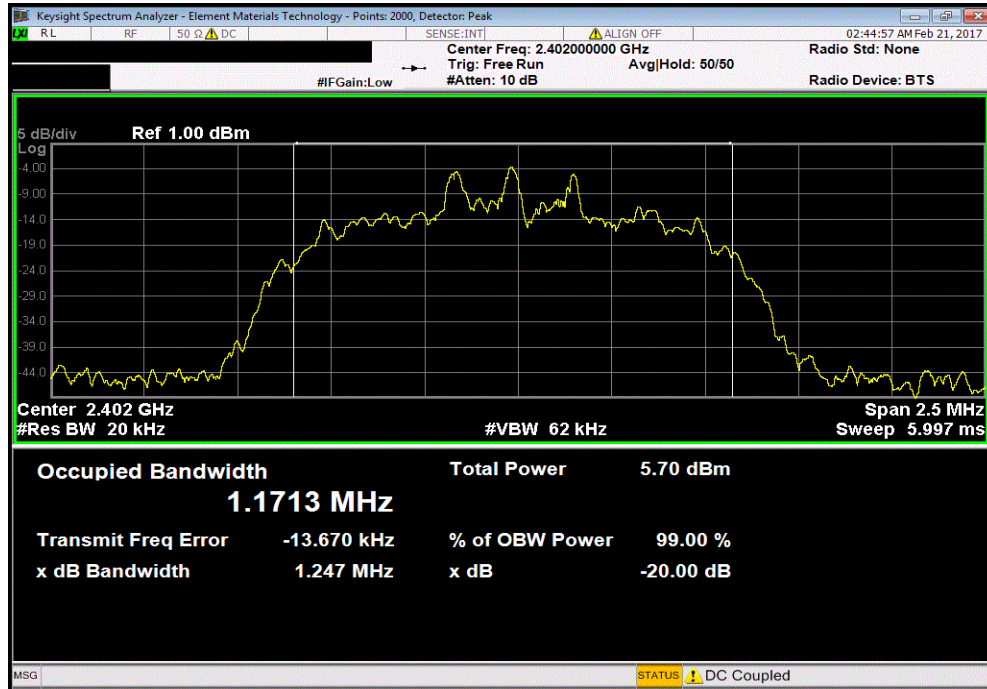 Keysight Spectrum Analyzer - Element Materials Technology - Points: 2000, Detector: Peak
LXI RL RF 50 Ω DC SENSE:INT ALIGN OFF 02:44:57 AM Feb 21, 2017
Center Freq: 2.402000000 GHz Radio Std: None
Trig: Free Run Avg|Hold: 50/50
#IFGain:Low #Atten: 10 dB Radio Device: BTS
5 dB/div Ref 1.00 dBm
Log
-4.00
-9.00
-14.0
-19.0
-24.0
-29.0
-34.0
-39.0
-44.0
Center 2.402 GHz Span 2.5 MHz
#Res BW 20 kHz #VBW 62 kHz Sweep 5.997 ms
Occupied Bandwidth Total Power 5.70 dBm
1.1713 MHz
Transmit Freq Error -13.670 kHz % of OBW Power 99.00 %
x dB Bandwidth 1.247 MHz x dB -20.00 dB
MSG STATUS DC Coupled